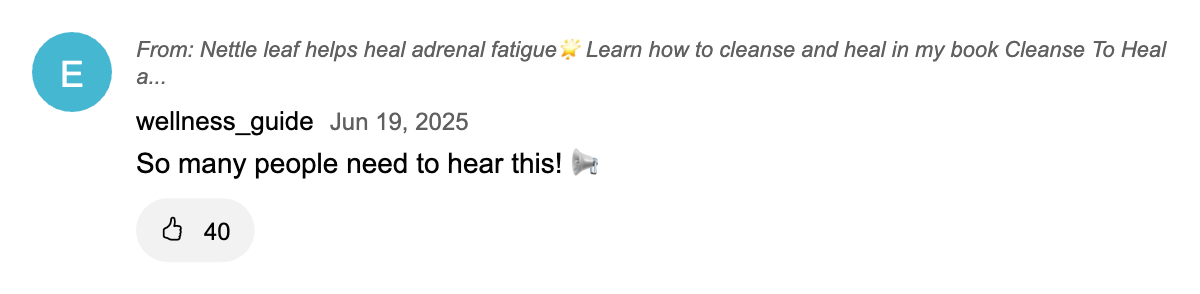 E
From: Nettle leaf helps heal adrenal fatigue🌟 Learn how to cleanse and heal in my book Cleanse To Heal
a...
wellness_guide Jun 19, 2025
So many people need to hear this! 📢
40